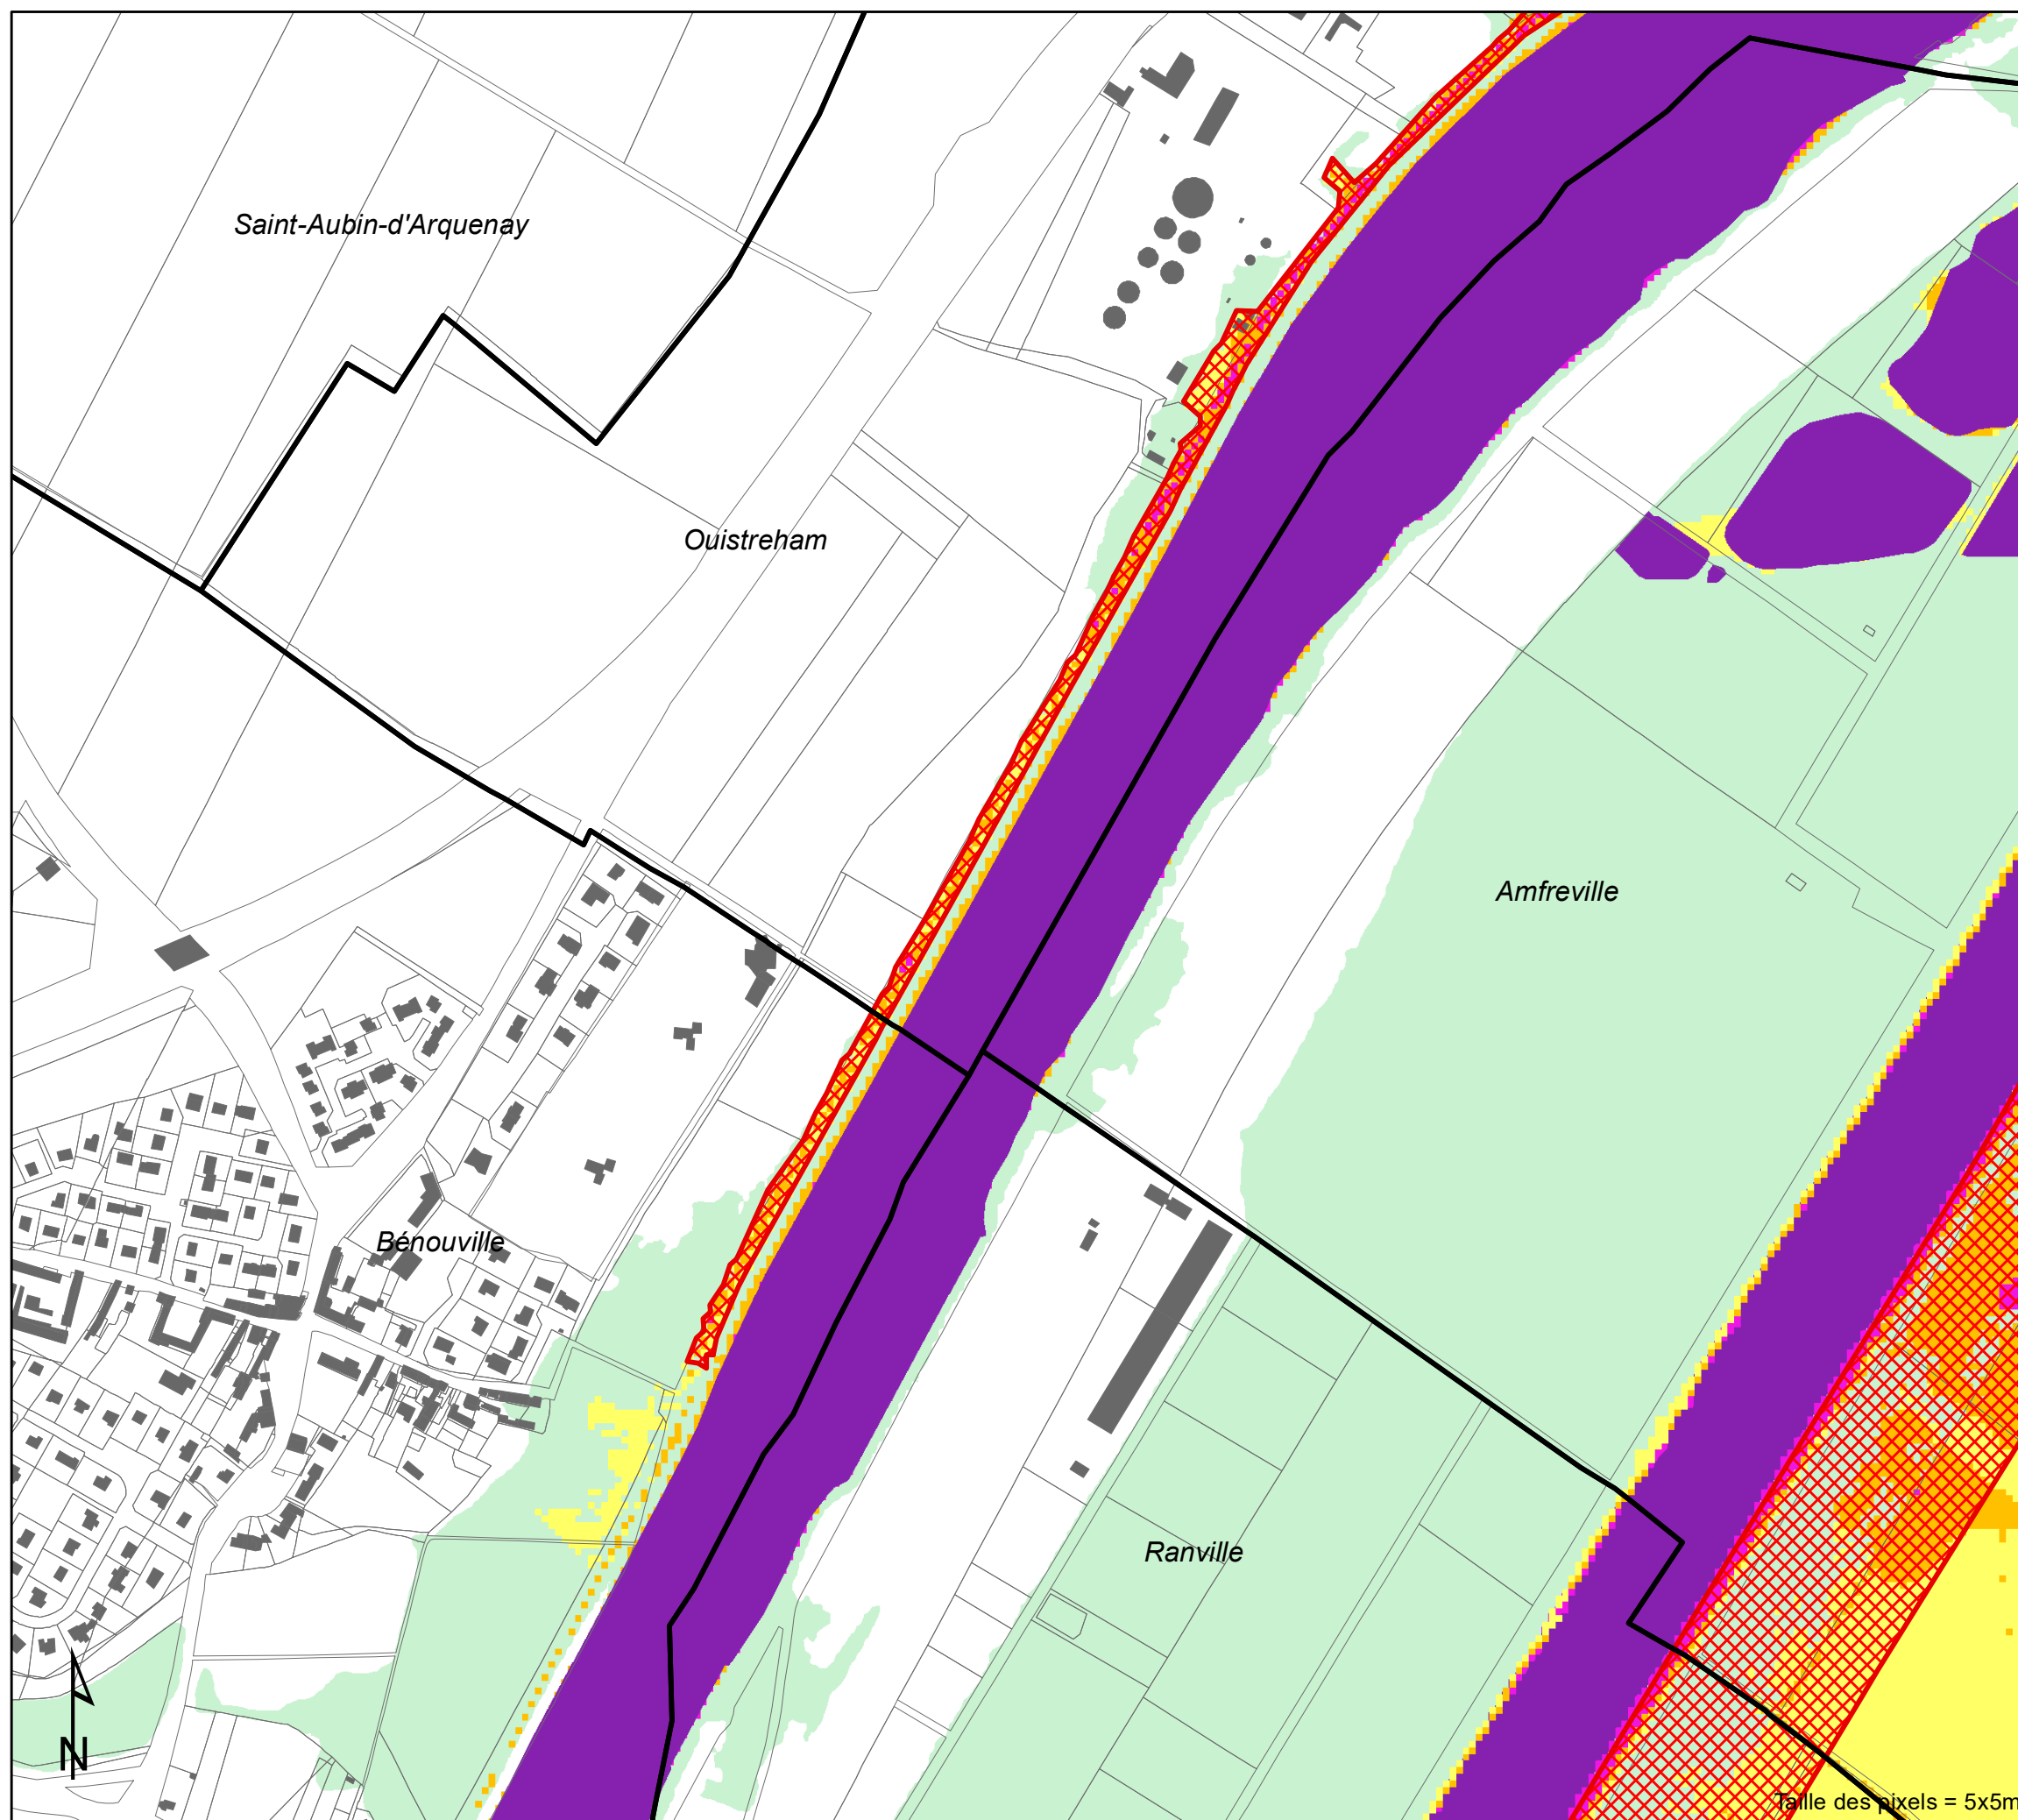 Saint-Aubin-d'Arquenay
Ouistreham
Amfreville
Bénouville
Ranville
N
Taille des pixels = 5x5m